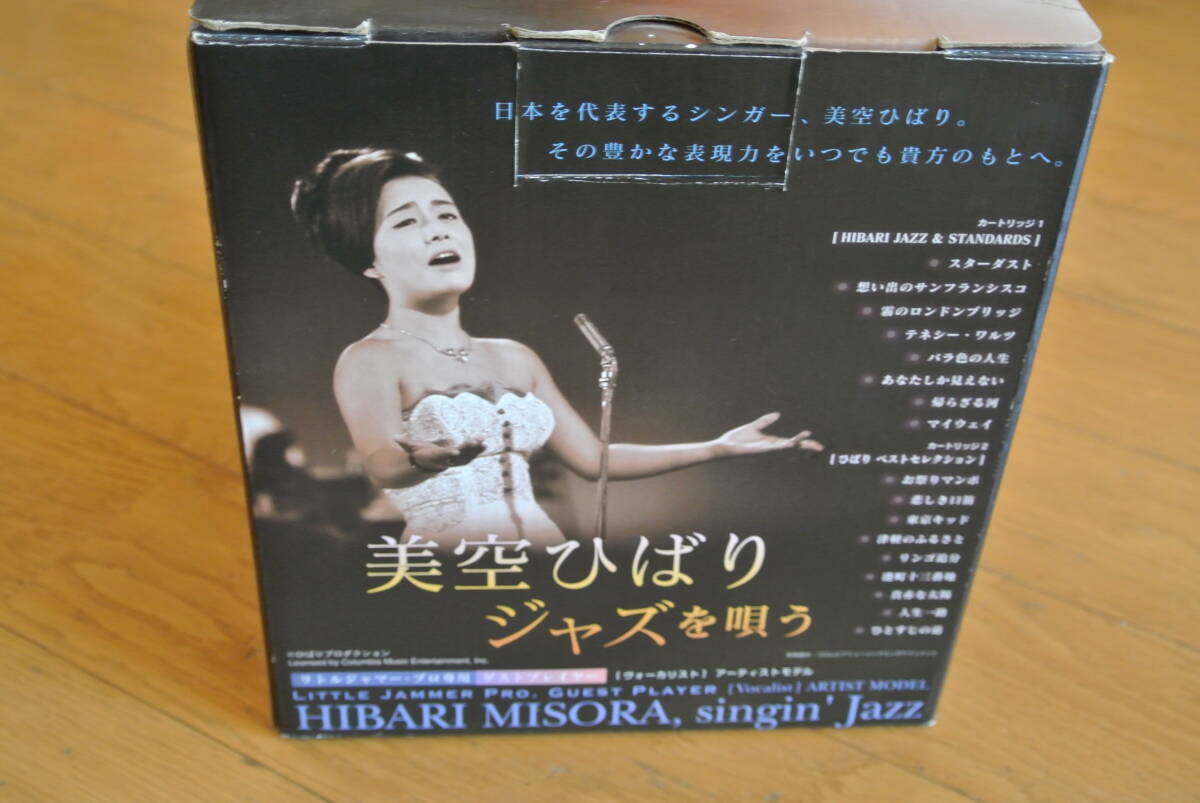 日本を代表するシンガー、美空ひばり。
その豊かな表現力をいつでも貴方のもとへ。
カートリッジ1
[ HIBARI JAZZ & STANDARDS ]
スターダスト
想い出のサンフランシスコ
霧のロンドンブリッジ
テネシー・ワルツ
バラ色の人生
あなたしか見えない
帰らざる河
マイウェイ
カートリッジ2
[ ひばり ベストセレクション ]
お祭りマンボ
悲しき口笛
東京キッド
津軽のふるさと
リンゴ追分
港町十三番地
真赤な太陽
人生一路
ひとすじの道
美空ひばり
ジャズを唄う
©ひばりプロダクション
Licensed by Columbia Music Entertainment, Inc.
リトルジャマー・プロ専用 ゲストプレイヤー [ヴォーカリスト] アーティストモデル
LITTLE JAMMER PRO. GUEST PLAYER [Vocalist] ARTIST MODEL
HIBARI MISORA, singin' Jazz